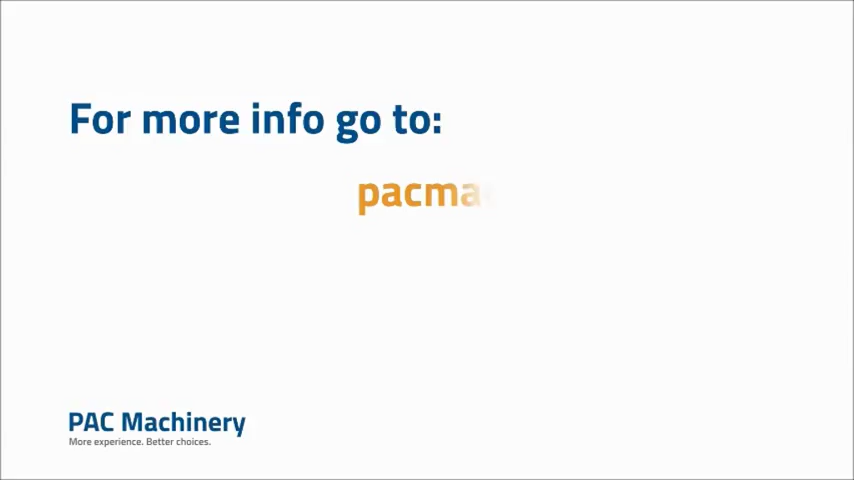 For more info go to:
pacma
PAC Machinery
More experience. Better choices.